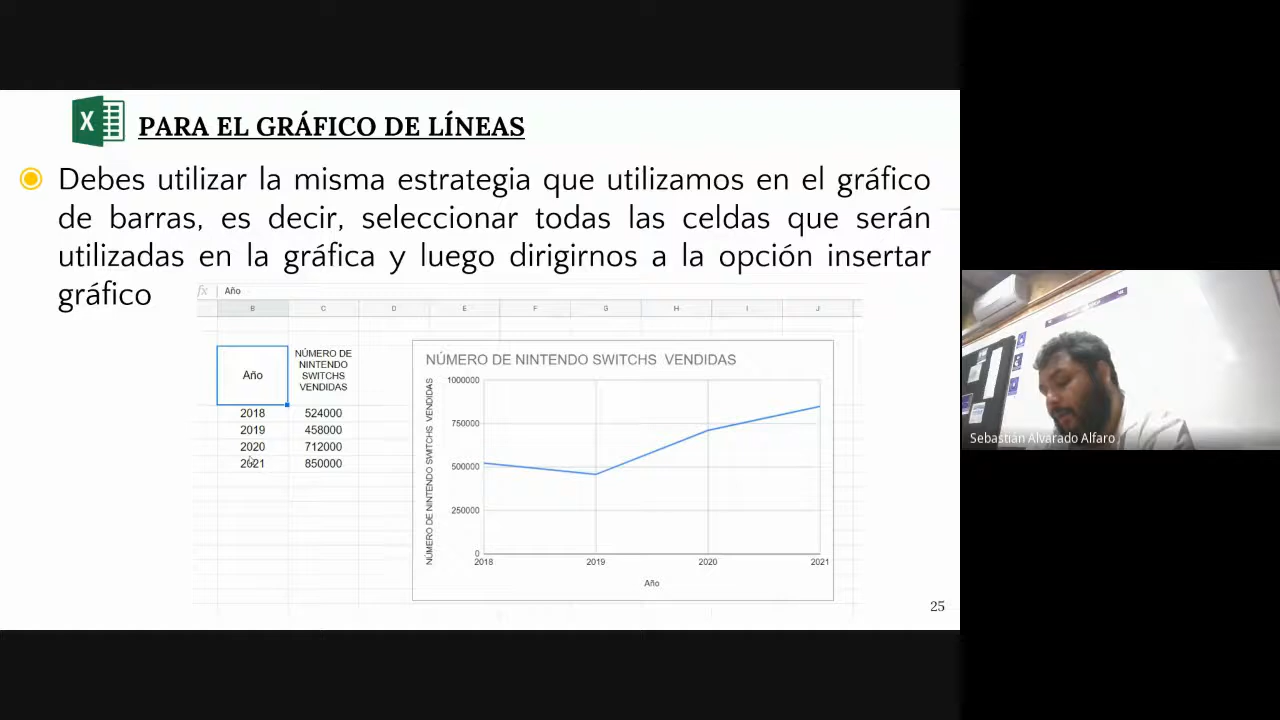 X
PARA EL GRÁFICO DE LÍNEAS
Debes utilizar la misma estrategia que utilizamos en el gráfico
de barras, es decir, seleccionar todas las celdas que serán
utilizadas en la gráfica y luego dirigirnos a la opción insertar
gráfico
fx Año
B C D E F G H I J
Año
NÚMERO DE
NINTENDO
SWITCHS
VENDIDAS
2018 524000
2019 458000
2020 712000
2021 850000
NÚMERO DE NINTENDO SWITCHS VENDIDAS
NÚMERO DE NINTENDO SWITCHS VENDIDAS
1000000
750000
500000
250000
0
2018 2019 2020 2021
Año
25
Sebastián Alvarado Alfaro